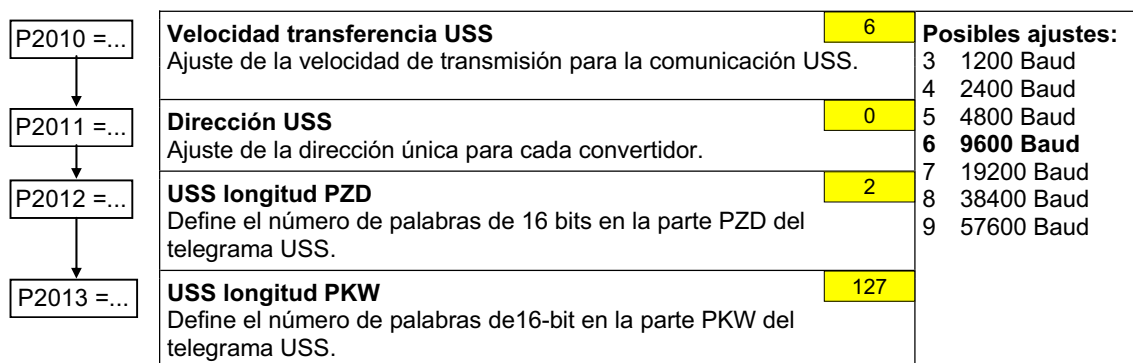 P2010 =...
Velocidad transferencia USS
6
Ajuste de la velocidad de transmisión para la comunicación USS.
P2011 =...
Dirección USS
0
Ajuste de la dirección única para cada convertidor.
P2012 =...
USS longitud PZD
2
Define el número de palabras de 16 bits en la parte PZD del
telegrama USS.
P2013 =...
USS longitud PKW
127
Define el número de palabras de16-bit en la parte PKW del
telegrama USS.
Posibles ajustes:
3 1200 Baud
4 2400 Baud
5 4800 Baud
6 9600 Baud
7 19200 Baud
8 38400 Baud
9 57600 Baud